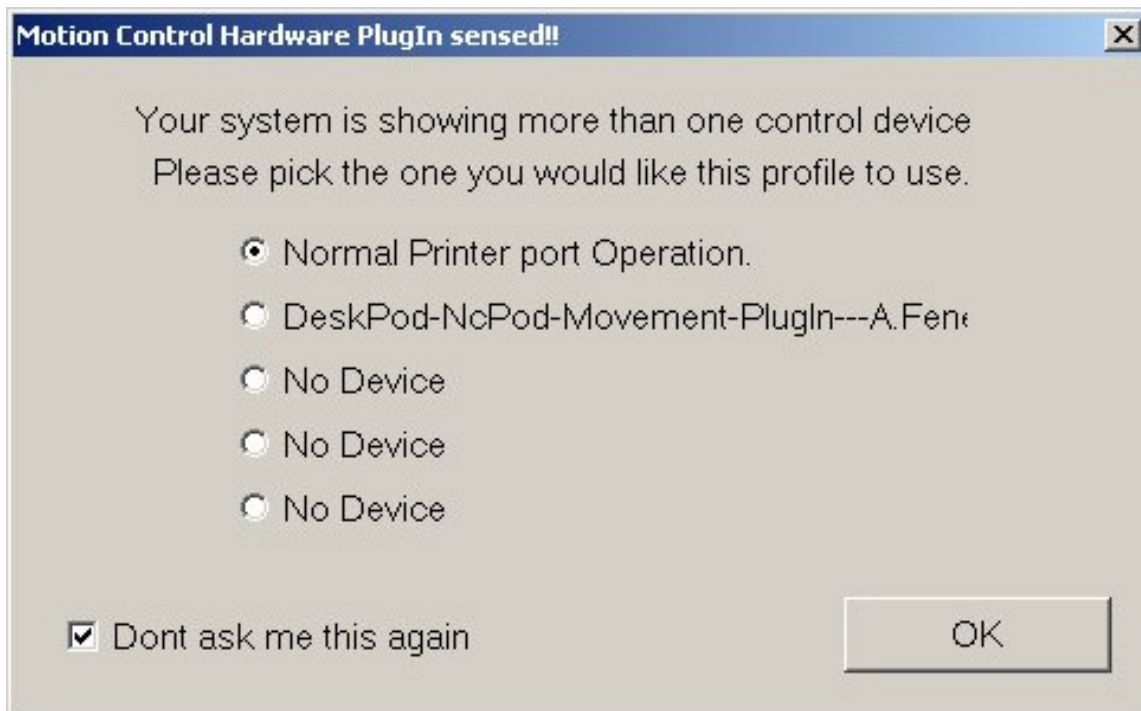 Motion Control Hardware PlugIn sensed!!
Your system is showing more than one control device
Please pick the one you would like this profile to use.
Normal Printer port Operation.
DeskPod-NcPod-Movement-PlugIn---A.Fene
No Device
No Device
No Device
Dont ask me this again
OK